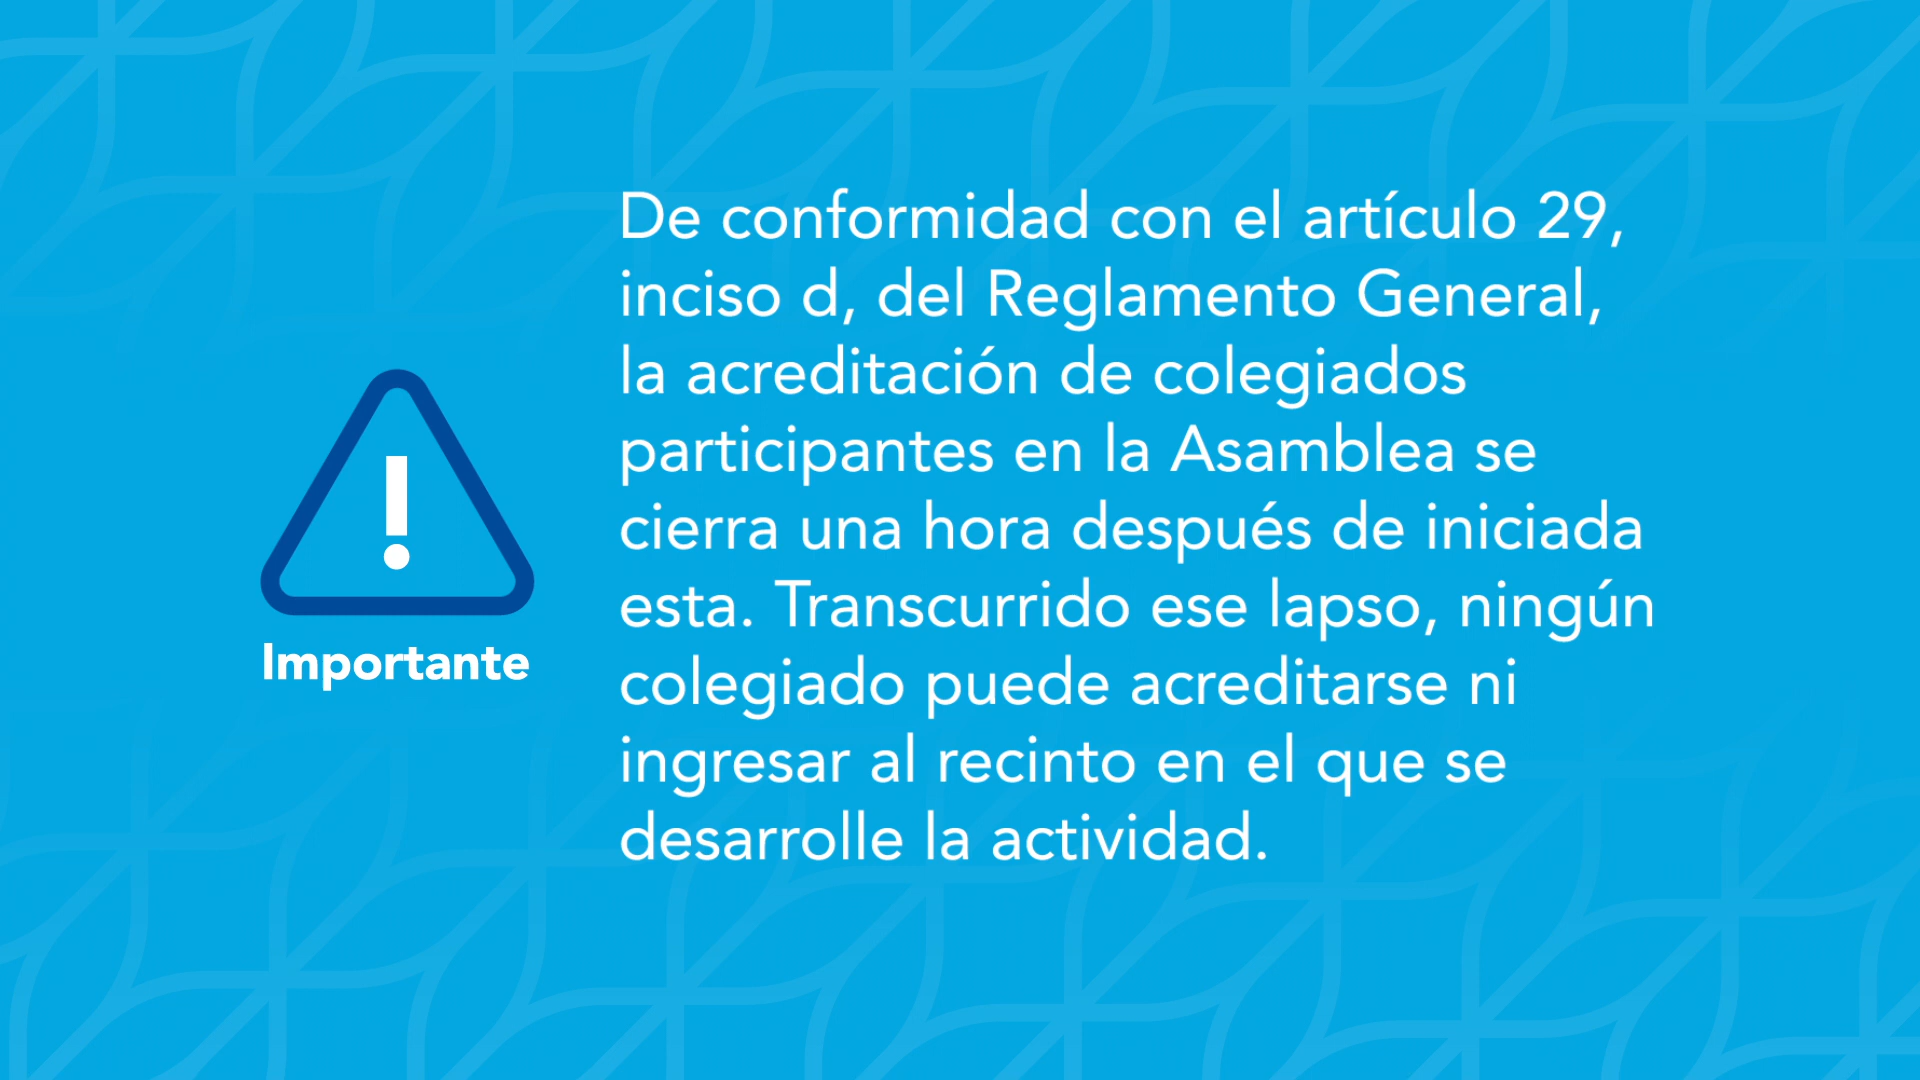 De conformidad con el artículo 29,
inciso d, del Reglamento General,
la acreditación de colegiados
participantes en la Asamblea se
cierra una hora después de iniciada
esta. Transcurrido ese lapso, ningún
colegiado puede acreditarse ni
ingresar al recinto en el que se
desarrolle la actividad.
!
Importante